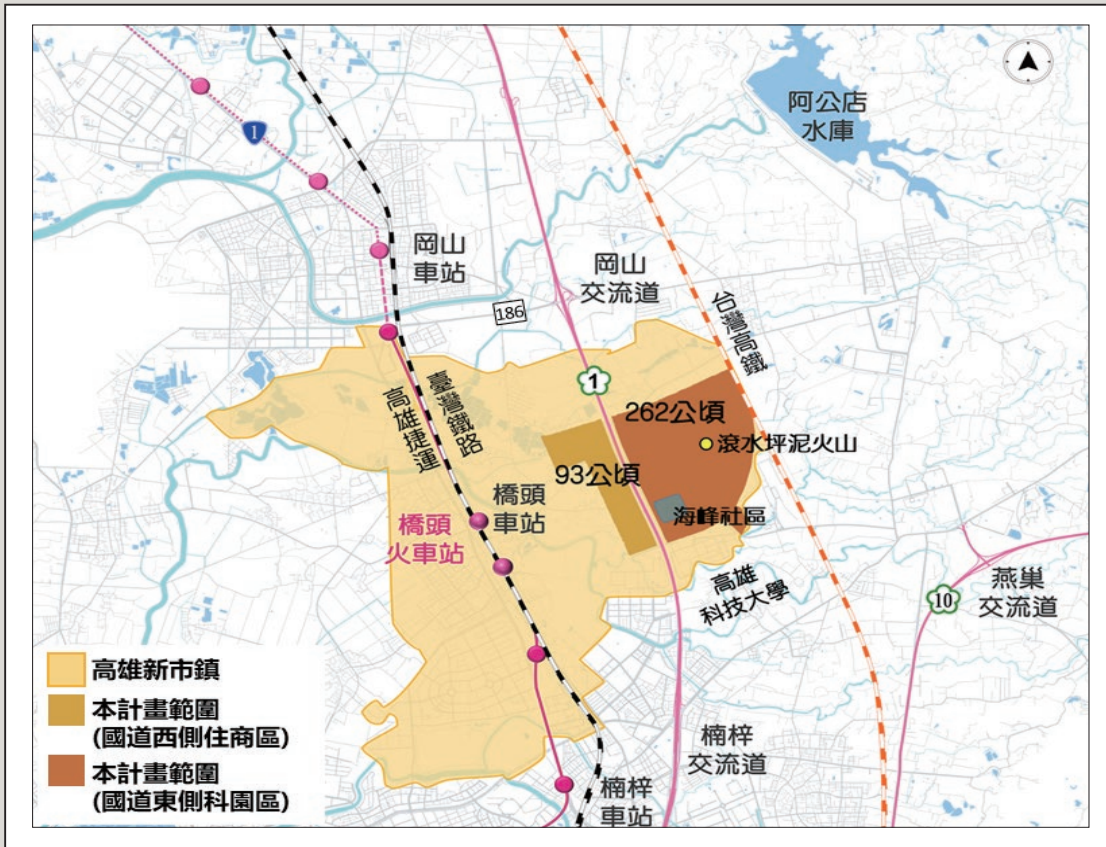 阿公店
水庫
1
岡山
車站
岡山
交流道
186
台灣高鐵
1
262公頃
滾水坪泥火山
臺灣鐵路
高雄捷運
93公頃
橋頭
車站
海峰社區
橋頭
火車站
高雄
科技大學
燕巢
交流道
10
高雄新市鎮
本計畫範圍
(國道西側住商區)
本計畫範圍
(國道東側科園區)
楠梓
交流道
楠梓
車站